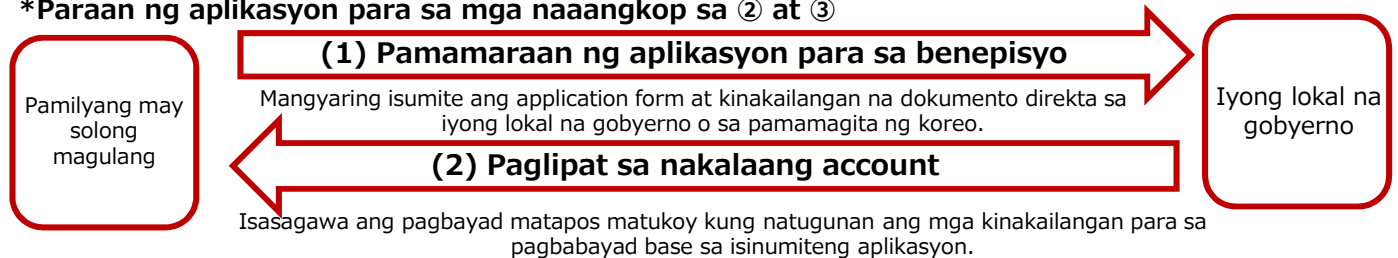 *Paraan ng aplikasyon para sa mga naaangkop sa ② at ③
(1) Pamamaraan ng aplikasyon para sa benepisyo
Pamilyang may
solong
magulang
Mangyaring isumite ang application form at kinakailangan na dokumento direkta sa
iyong lokal na gobyerno o sa pamamagita ng koreo.
Iyong lokal na
gobyerno
(2) Paglipat sa nakalaang account
Isasagawa ang pagbayad matapos matukoy kung natugunan ang mga kinakailangan para sa
pagbabayad base sa isinumiteng aplikasyon.